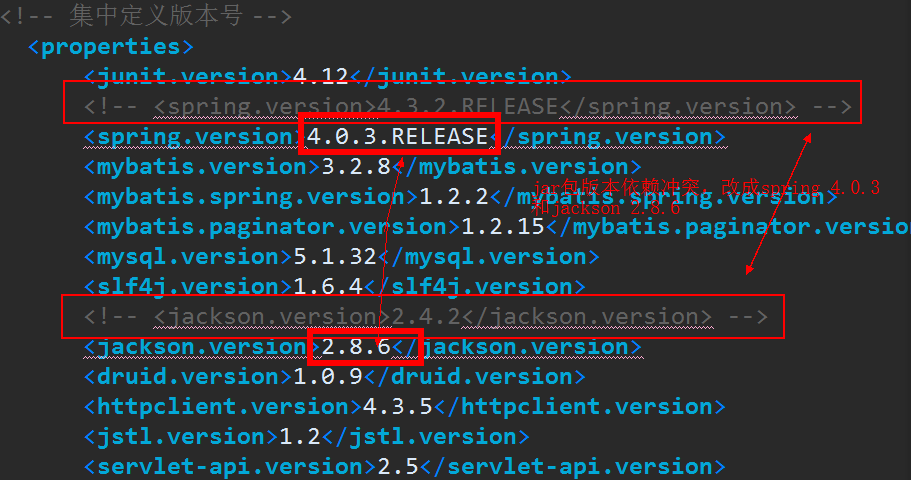 <!-- 集中定义版本号 -->
<properties>
<junit.version>4.12</junit.version>
<!-- <spring.version>4.3.2.RELEASE</spring.version> -->
<spring.version>4.0.3.RELEASE</spring.version>
<mybatis.version>3.2.8</mybatis.version>
jar包版本依赖冲突，改成spring 4.0.3
<mybatis.spring.version>1.2.2</mybatis.spring.version>
和jackson 2.8.6
<mybatis.paginator.version>1.2.15</mybatis.paginator.version
<mysql.version>5.1.32</mysql.version>
<slf4j.version>1.6.4</slf4j.version>
<!-- <jackson.version>2.4.2</jackson.version> -->
<jackson.version>2.8.6</jackson.version>
<druid.version>1.0.9</druid.version>
<httpclient.version>4.3.5</httpclient.version>
<jstl.version>1.2</jstl.version>
<servlet-api.version>2.5</servlet-api.version>